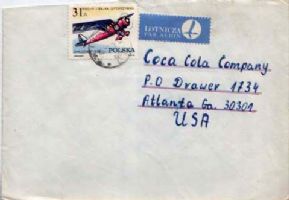 31 ZŁ
POLSKA
LOTNICZA
PAR AVION
Coca Cola Company.
P.O Drawer 1734
Atlanta Ga. 30301
USA